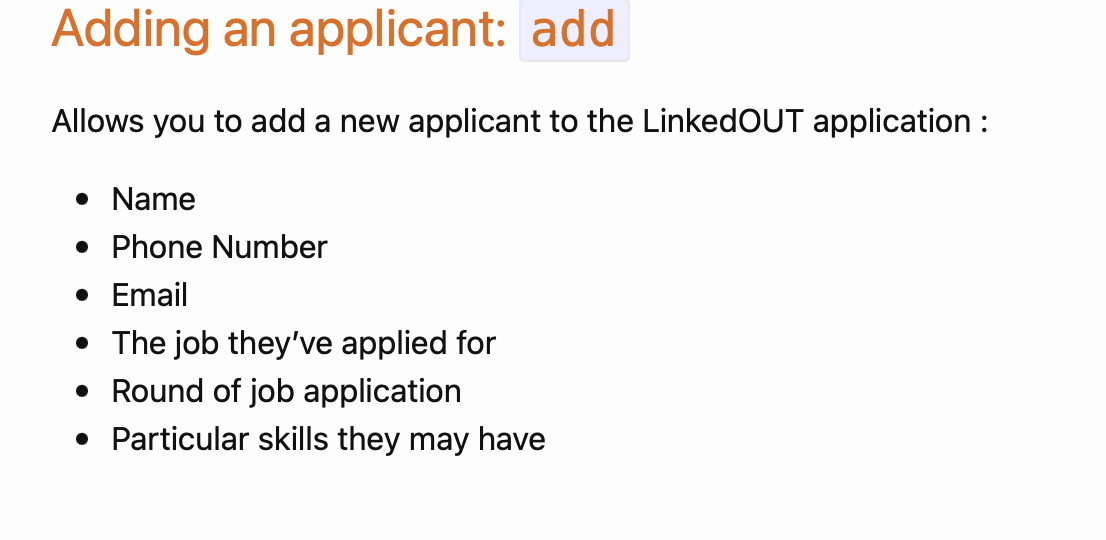 Adding an applicant: add
Allows you to add a new applicant to the LinkedOUT application :
Name
Phone Number
Email
The job they’ve applied for
Round of job application
Particular skills they may have